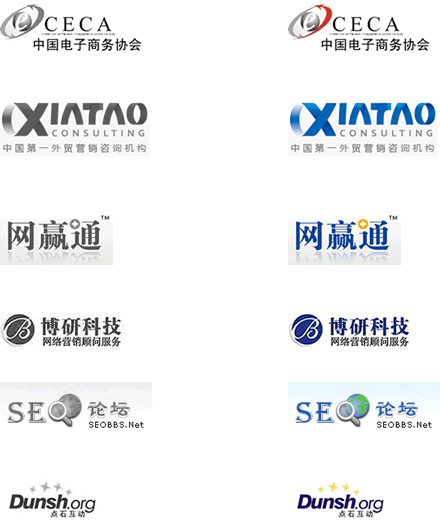 CECA
中国电子商务协会
CECA
中国电子商务协会
XIATAO
CONSULTING
中国第一外贸营销咨询机构
XIATAO
CONSULTING
中国第一外贸营销咨询机构
网赢通™
网赢通™
B 博研科技
网络营销顾问服务
B 博研科技
网络营销顾问服务
SEO论坛
SEOBBS.Net
SEO论坛
SEOBBS.Net
Dunsh.org
点石互动
Dunsh.org
点石互动